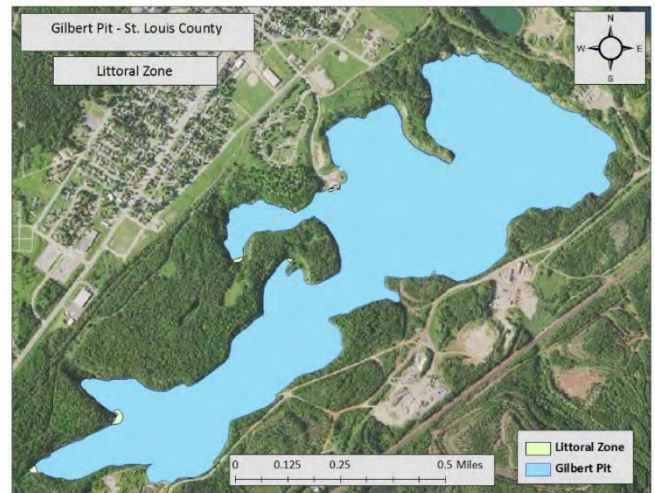 Gilbert Pit - St. Louis County
Littoral Zone
N
W E
S
Littoral Zone
Gilbert Pit
0 0.125 0.25 0.5 Miles